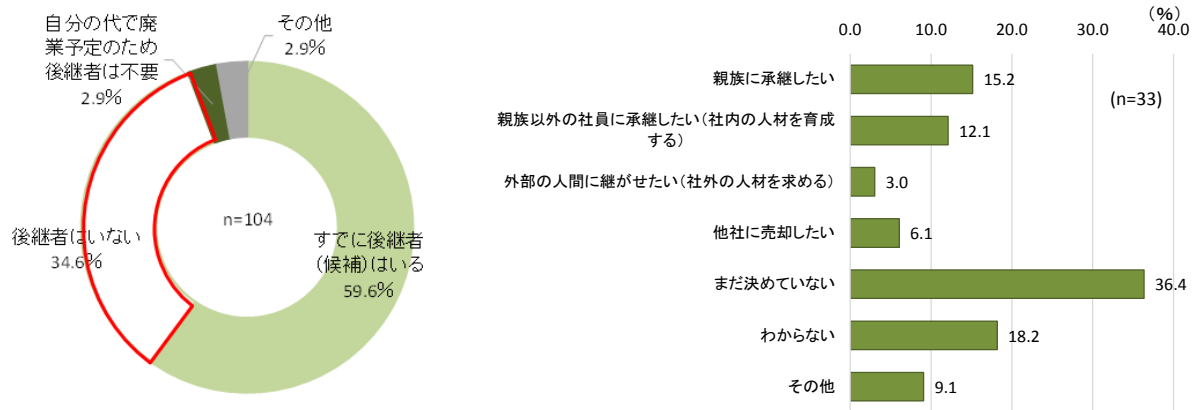 自分の代で廃
業予定のため
後継者は不要
2.9%
その他
2.9%
n=104
後継者はいない
34.6%
すでに後継者
(候補)はいる
59.6%
(%)
0.0 10.0 20.0 30.0 40.0
親族に承継したい 15.2
(n=33)
親族以外の社員に承継したい(社内の人材を育成
する) 12.1
外部の人間に継がせたい(社外の人材を求める) 3.0
他社に売却したい 6.1
まだ決めていない 36.4
わからない 18.2
その他 9.1